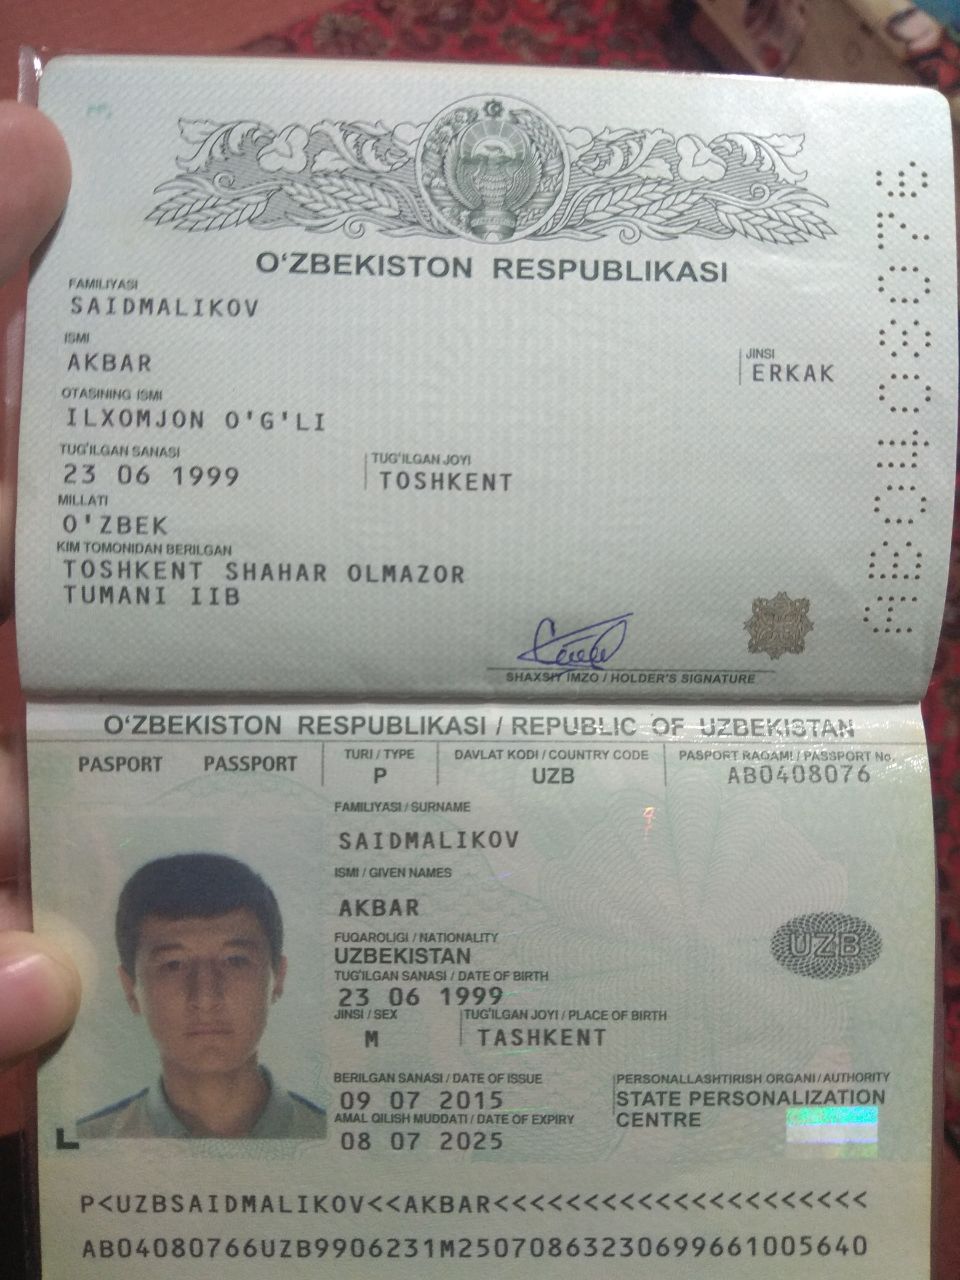 O‘ZBEKISTON RESPUBLIKASI
FAMILIYASI
SAIDMALIKOV
ISMI
AKBAR
JINSI
ERKAK
OTASINING ISMI
ILXOMJON O'G'LI
TUG‘ILGAN SANASI
23 06 1999
TUG‘ILGAN JOYI
TOSHKENT
MILLATI
O'ZBEK
KIM TOMONIDAN BERILGAN
TOSHKENT SHAHAR OLMAZOR
TUMANI IIB
SHAXSIY IMZO / HOLDER'S SIGNATURE
AB0408076
O‘ZBEKISTON RESPUBLIKASI / REPUBLIC OF UZBEKISTAN
PASPORT PASSPORT
TURI / TYPE
P
DAVLAT KODI / COUNTRY CODE
UZB
PASPORT RAQAMI / PASSPORT No.
AB0408076
FAMILIYASI / SURNAME
SAIDMALIKOV
ISMI / GIVEN NAMES
AKBAR
FUQAROLIGI / NATIONALITY
UZBEKISTAN
UZB
TUG‘ILGAN SANASI / DATE OF BIRTH
23 06 1999
JINSI / SEX
M
TUG‘ILGAN JOYI / PLACE OF BIRTH
TASHKENT
BERILGAN SANASI / DATE OF ISSUE
09 07 2015
AMAL QILISH MUDDATI / DATE OF EXPIRY
08 07 2025
PERSONALLASHTIRISH ORGANI / AUTHORITY
STATE PERSONALIZATION
CENTRE
P<UZBSAIDMALIKOV<<AKBAR<<<<<<<<<<<<<<<<<<<<<
AB04080766UZB9906231M25070863230699661005640